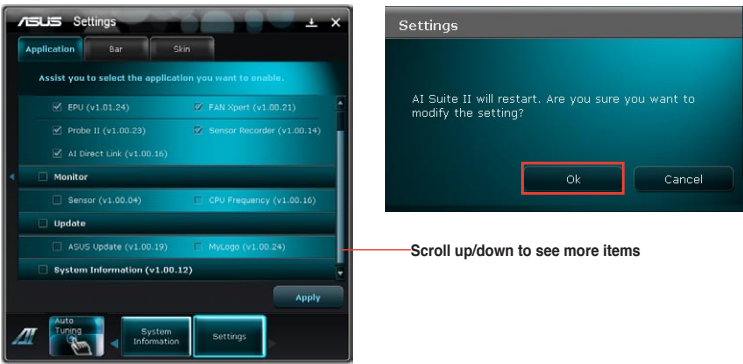 ASUS Settings
Application Bar Skin
Assist you to select the application you want to enable.
EPU (v1.01.24) FAN Xpert (v1.00.21)
Probe II (v1.00.23) Sensor Recorder (v1.00.14)
AI Direct Link (v1.00.16)
Monitor
Sensor (v1.00.04) CPU Frequency (v1.00.16)
Update
ASUS Update (v1.00.19) MyLogo (v1.00.24)
System Information (v1.00.12)
Apply
Auto
Tuning
System
Information
Settings
Settings
AI Suite II will restart. Are you sure you want to
modify the setting?
Ok Cancel
Scroll up/down to see more items